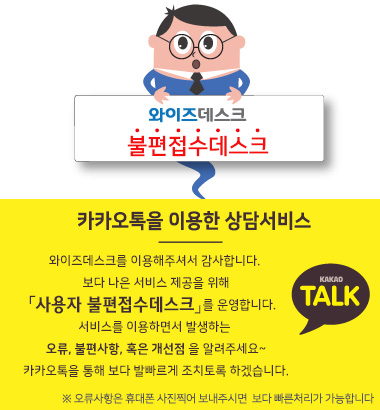 와이즈데스크
불편접수데스크
카카오톡을 이용한 상담서비스
와이즈데스크를 이용해주셔서 감사합니다.
보다 나은 서비스 제공을 위해
「사용자 불편접수데스크」를 운영합니다.
서비스를 이용하면서 발생하는
오류, 불편사항, 혹은 개선점 을 알려주세요~
카카오톡을 통해 보다 발빠르게 조치토록 하겠습니다.
KAKAO
TALK
※ 오류사항은 휴대폰 사진찍어 보내주시면 보다 빠른처리가 가능합니다